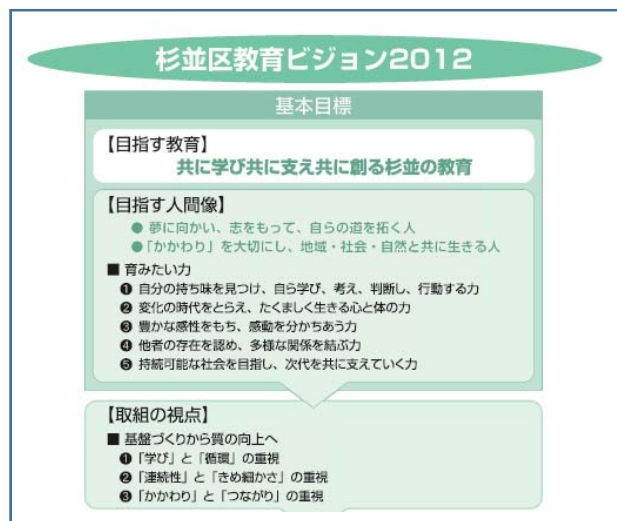 杉並区教育ビジョン2012
基本目標
【目指す教育】
共に学び共に支え共に創る杉並の教育
【目指す人間像】
● 夢に向かい、志をもって、自らの道を拓く人
●「かかわり」を大切にし、地域・社会・自然と共に生きる人
■ 育みたい力
❶ 自分の持ち味を見つけ、自ら学び、考え、判断し、行動する力
❷ 変化の時代をとらえ、たくましく生きる心と体の力
❸ 豊かな感性をもち、感動を分かちあう力
❹ 他者の存在を認め、多様な関係を結ぶ力
❺ 持続可能な社会を目指し、次代を共に支えていく力
【取組の視点】
■ 基盤づくりから質の向上へ
❶「学び」と「循環」の重視
❷「連続性」と「きめ細かさ」の重視
❸「かかわり」と「つながり」の重視